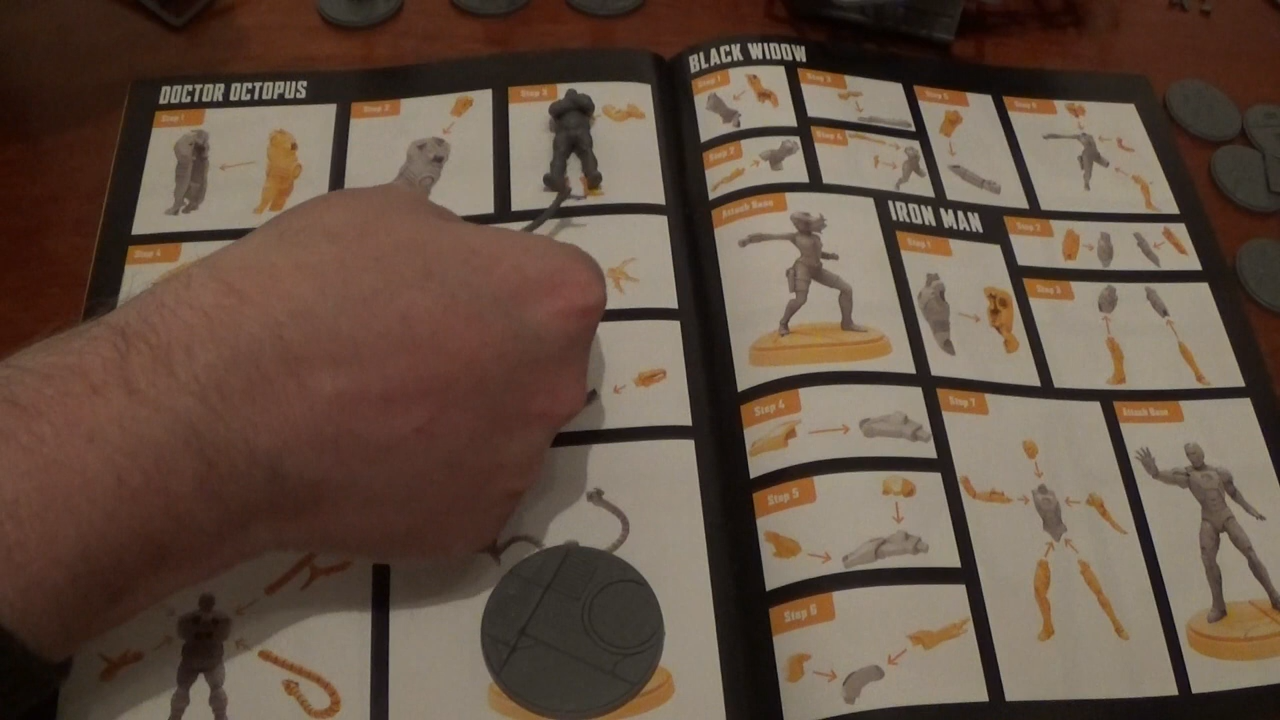 DOCTOR OCTOPUS
Step 1
Step 2
Step 3
Step 4
BLACK WIDOW
Step 1
Step 2
Step 3
Step 4
Step 5
Attach Base
IRON MAN
Step 1
Step 2
Step 3
Step 4
Step 5
Step 6
Step 7
Attach Base